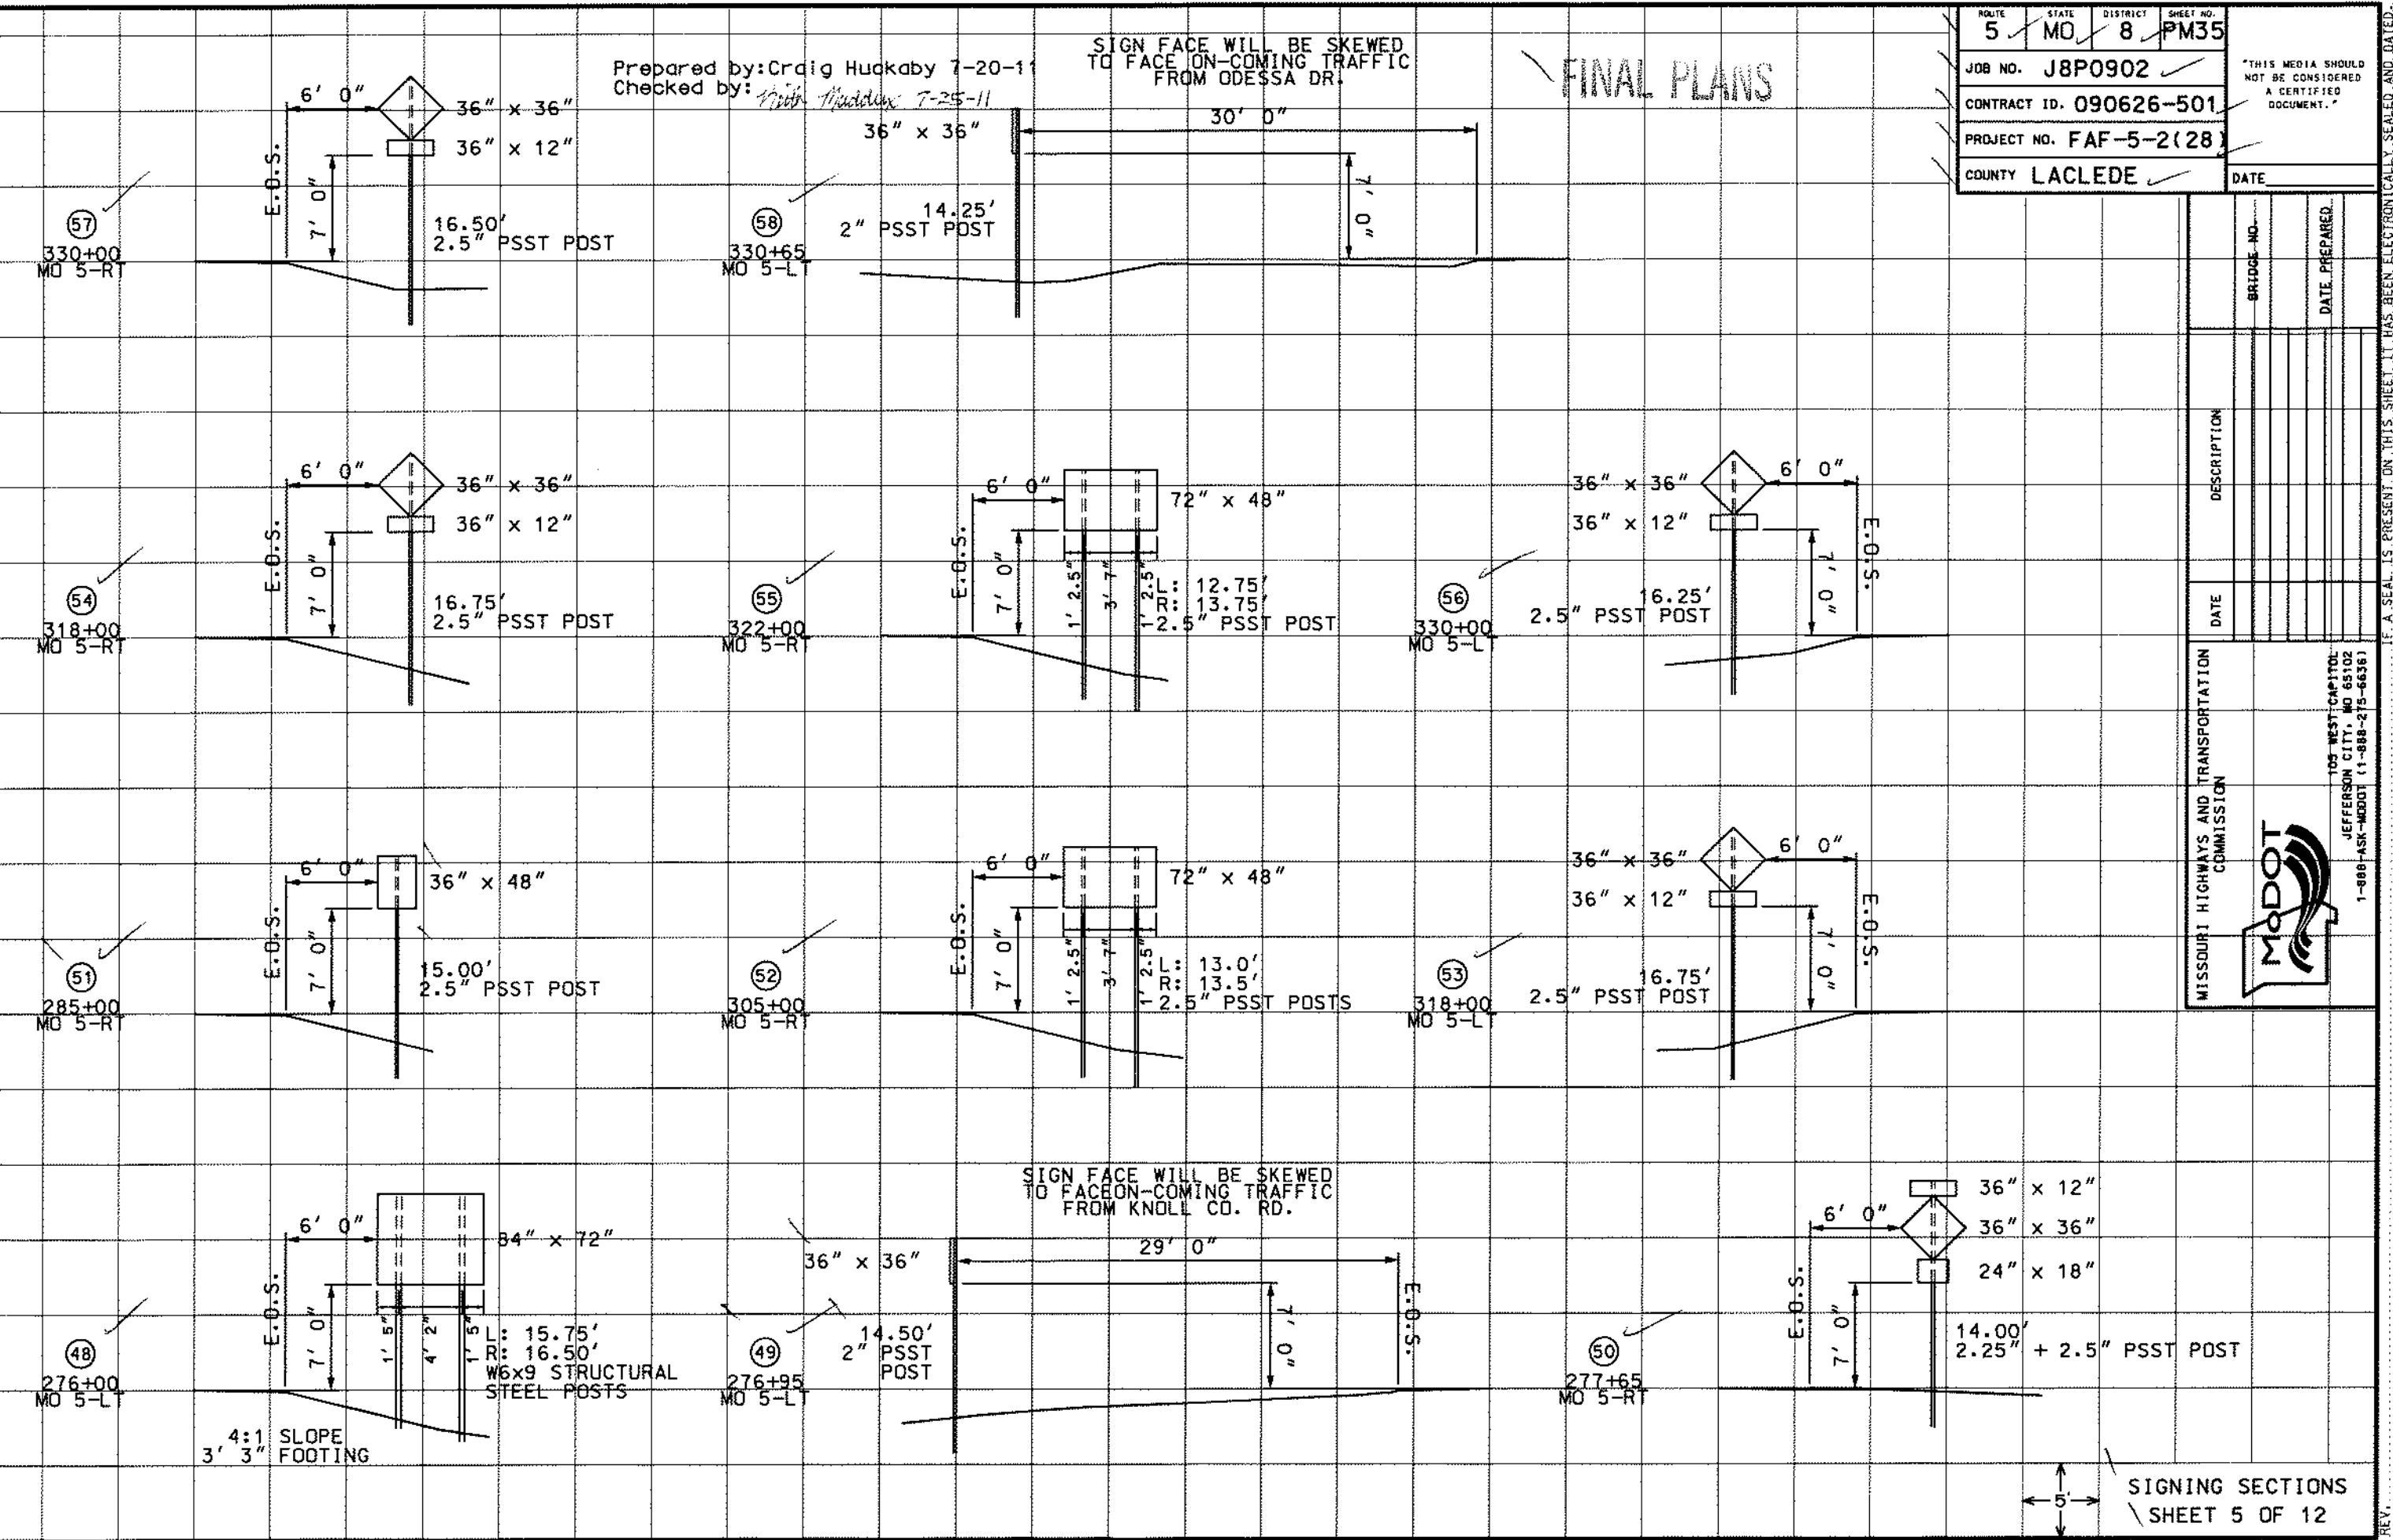 Prepared by:Craig Huckaby 7-20-11
Checked by: 7-25-11
SIGN FACE WILL BE SKEWED
TO FACE ON-COMING TRAFFIC
FROM ODESSA DR.
FINAL PLANS
ROUTE STATE DISTRICT SHEET NO.
5 MO 8 PM35
JOB NO. J8P0902
CONTRACT ID. 090626-501
PROJECT NO. FAF-5-2(28)
COUNTY LACLEDE
"THIS MEDIA SHOULD
NOT BE CONSIDERED
A CERTIFIED
DOCUMENT."
DATE
IF A SEAL IS PRESENT ON THIS SHEET IT HAS BEEN ELECTRONICALLY SEALED AND DATED.
57
330+00
MO 5-RT
E.O.S.
6' 0"
7' 0"
36" x 36"
36" x 12"
16.50'
2.5" PSST POST
58
330+65
MO 5-LT
36" x 36"
30' 0"
7' 0"
14.25'
2" PSST POST
BRIDGE NO.
DATE PREPARED
DESCRIPTION
DATE
54
318+00
MO 5-RT
E.O.S.
6' 0"
7' 0"
36" x 36"
36" x 12"
16.75'
2.5" PSST POST
55
322+00
MO 5-RT
E.O.S.
6' 0"
7' 0"
72" x 48"
1' 2.5"
3' 7"
1' 2.5"
L: 12.75'
R: 13.75'
2.5" PSST POST
56
330+00
MO 5-LT
36" x 36"
36" x 12"
6' 0"
7' 0"
E.O.S.
16.25'
2.5" PSST POST
MISSOURI HIGHWAYS AND TRANSPORTATION
COMMISSION
MoDOT
105 WEST CAPITOL
JEFFERSON CITY, MO 65102
1-888-ASK-MODOT (1-888-275-6636)
51
285+00
MO 5-RT
E.O.S.
6' 0"
7' 0"
36" x 48"
15.00'
2.5" PSST POST
52
305+00
MO 5-RT
E.O.S.
6' 0"
7' 0"
72" x 48"
1' 2.5"
3' 7"
1' 2.5"
L: 13.0'
R: 13.5'
2.5" PSST POSTS
53
318+00
MO 5-LT
36" x 36"
36" x 12"
6' 0"
7' 0"
E.O.S.
16.75'
2.5" PSST POST
48
276+00
MO 5-LT
E.O.S.
6' 0"
7' 0"
84" x 72"
1' 5"
4' 2"
1' 5"
L: 15.75'
R: 16.50'
W6x9 STRUCTURAL
STEEL POSTS
4:1 SLOPE
3' 3" FOOTING
SIGN FACE WILL BE SKEWED
TO FACEON-COMING TRAFFIC
FROM KNOLL CO. RD.
49
276+95
MO 5-LT
36" x 36"
29' 0"
7' 0"
E.O.S.
14.50'
2" PSST
POST
50
277+65
MO 5-RT
E.O.S.
6' 0"
7' 0"
36" x 12"
36" x 36"
24" x 18"
14.00'
2.25" + 2.5" PSST POST
5'
SIGNING SECTIONS
SHEET 5 OF 12
REV.